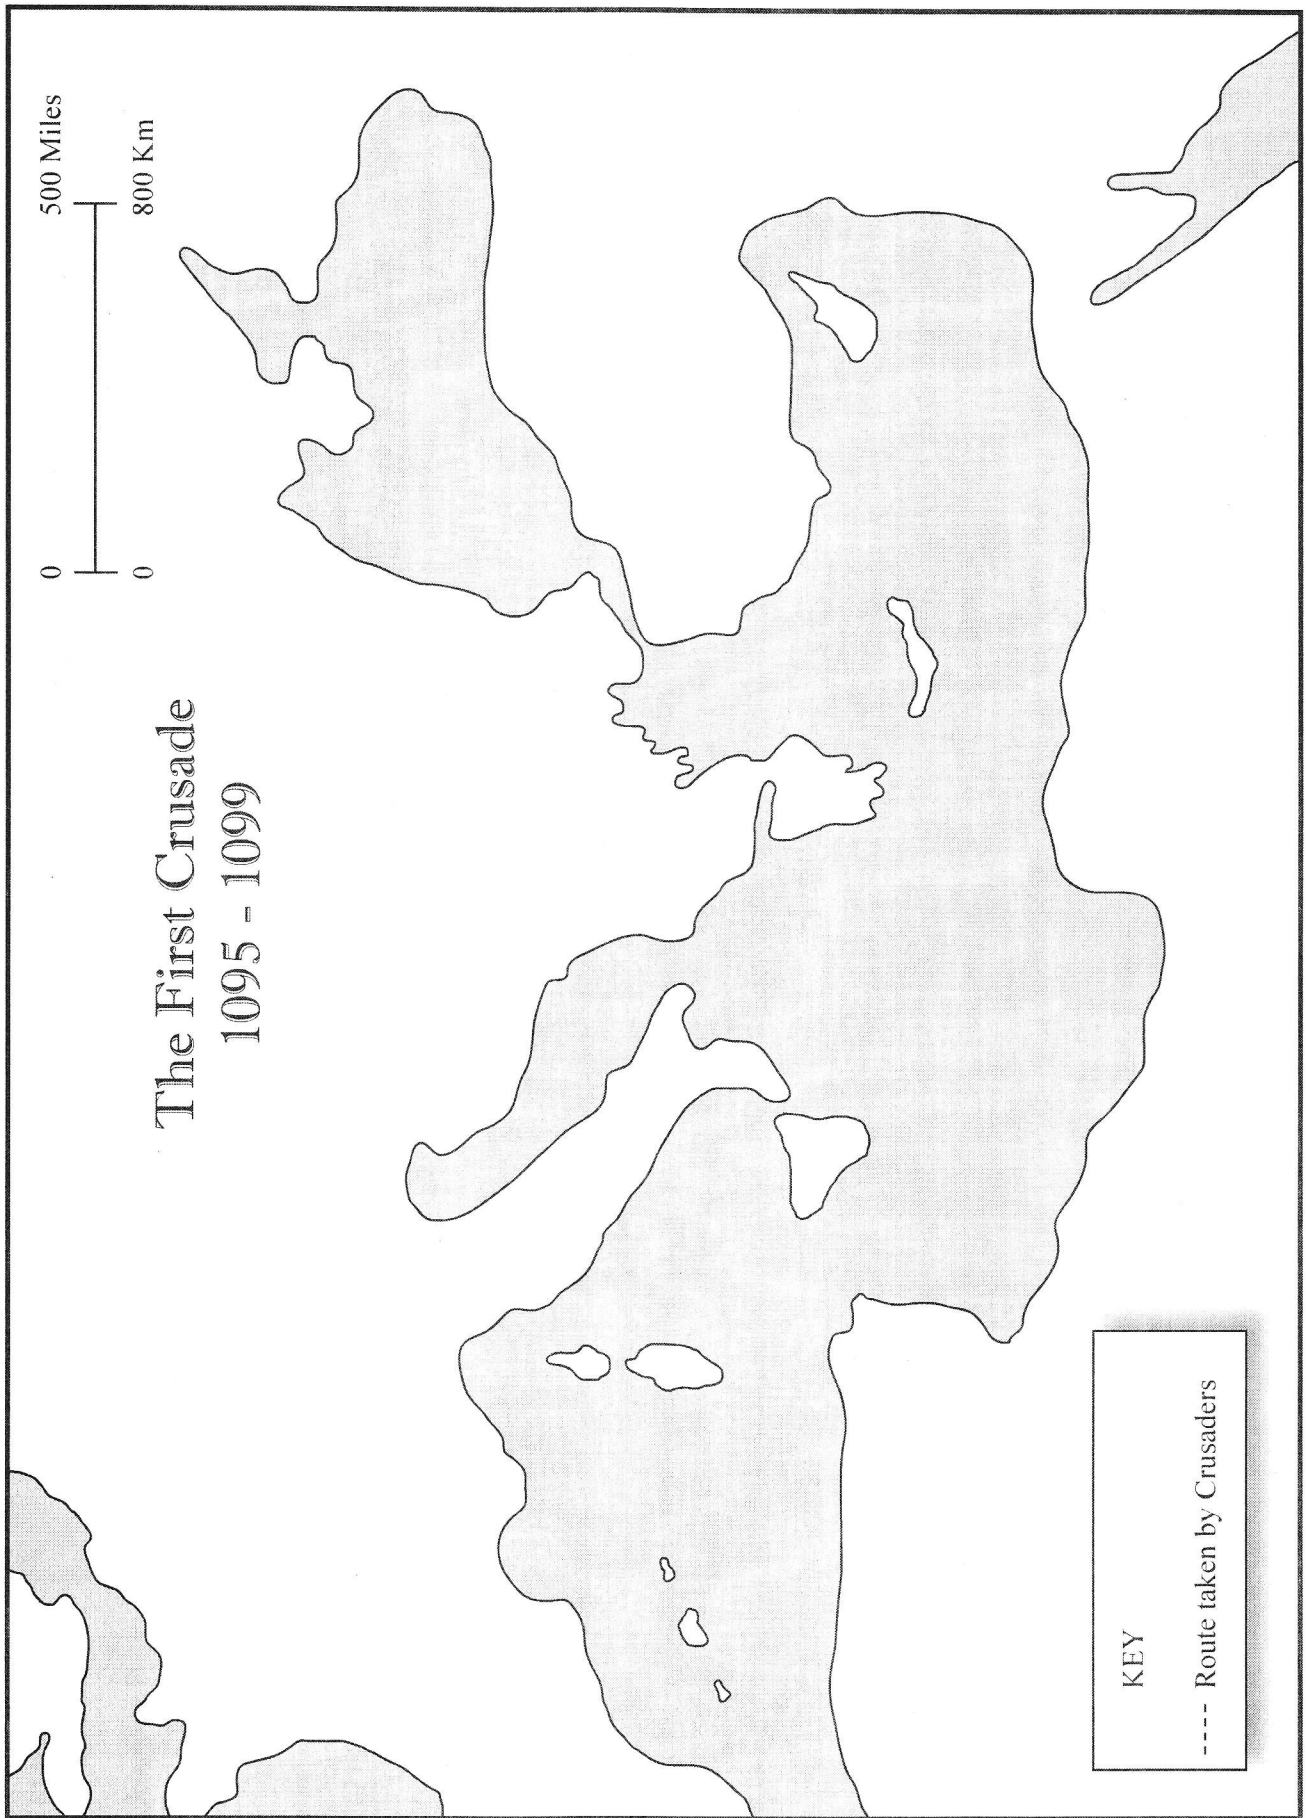 The First Crusade
1095 - 1099
0 500 Miles
0 800 Km
KEY
---- Route taken by Crusaders